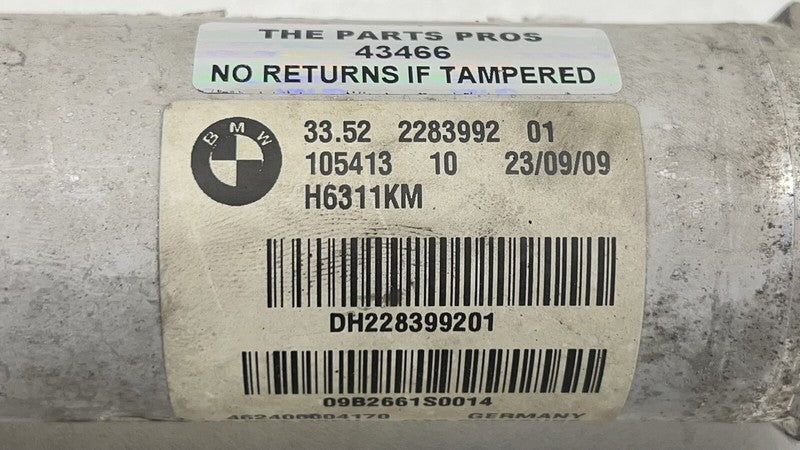 THE PARTS PROS
43466
NO RETURNS IF TAMPERED
BMW
33.52 2283992 01
105413 10 23/09/09
H6311KM
DH228399201
09B2661S0014
462400004170 GERMANY